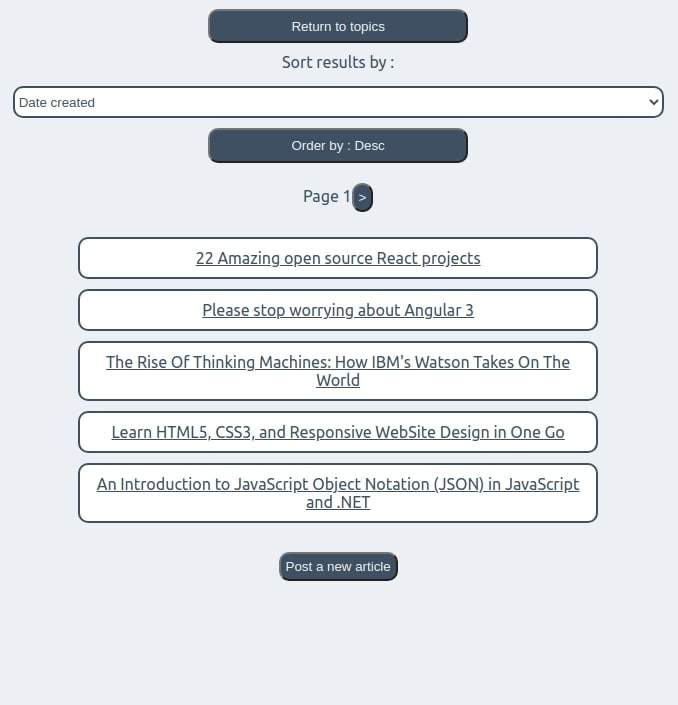 Return to topics
Sort results by :
Date created
Order by : Desc
Page 1 >
22 Amazing open source React projects
Please stop worrying about Angular 3
The Rise Of Thinking Machines: How IBM's Watson Takes On The
World
Learn HTML5, CSS3, and Responsive WebSite Design in One Go
An Introduction to JavaScript Object Notation (JSON) in JavaScript
and .NET
Post a new article